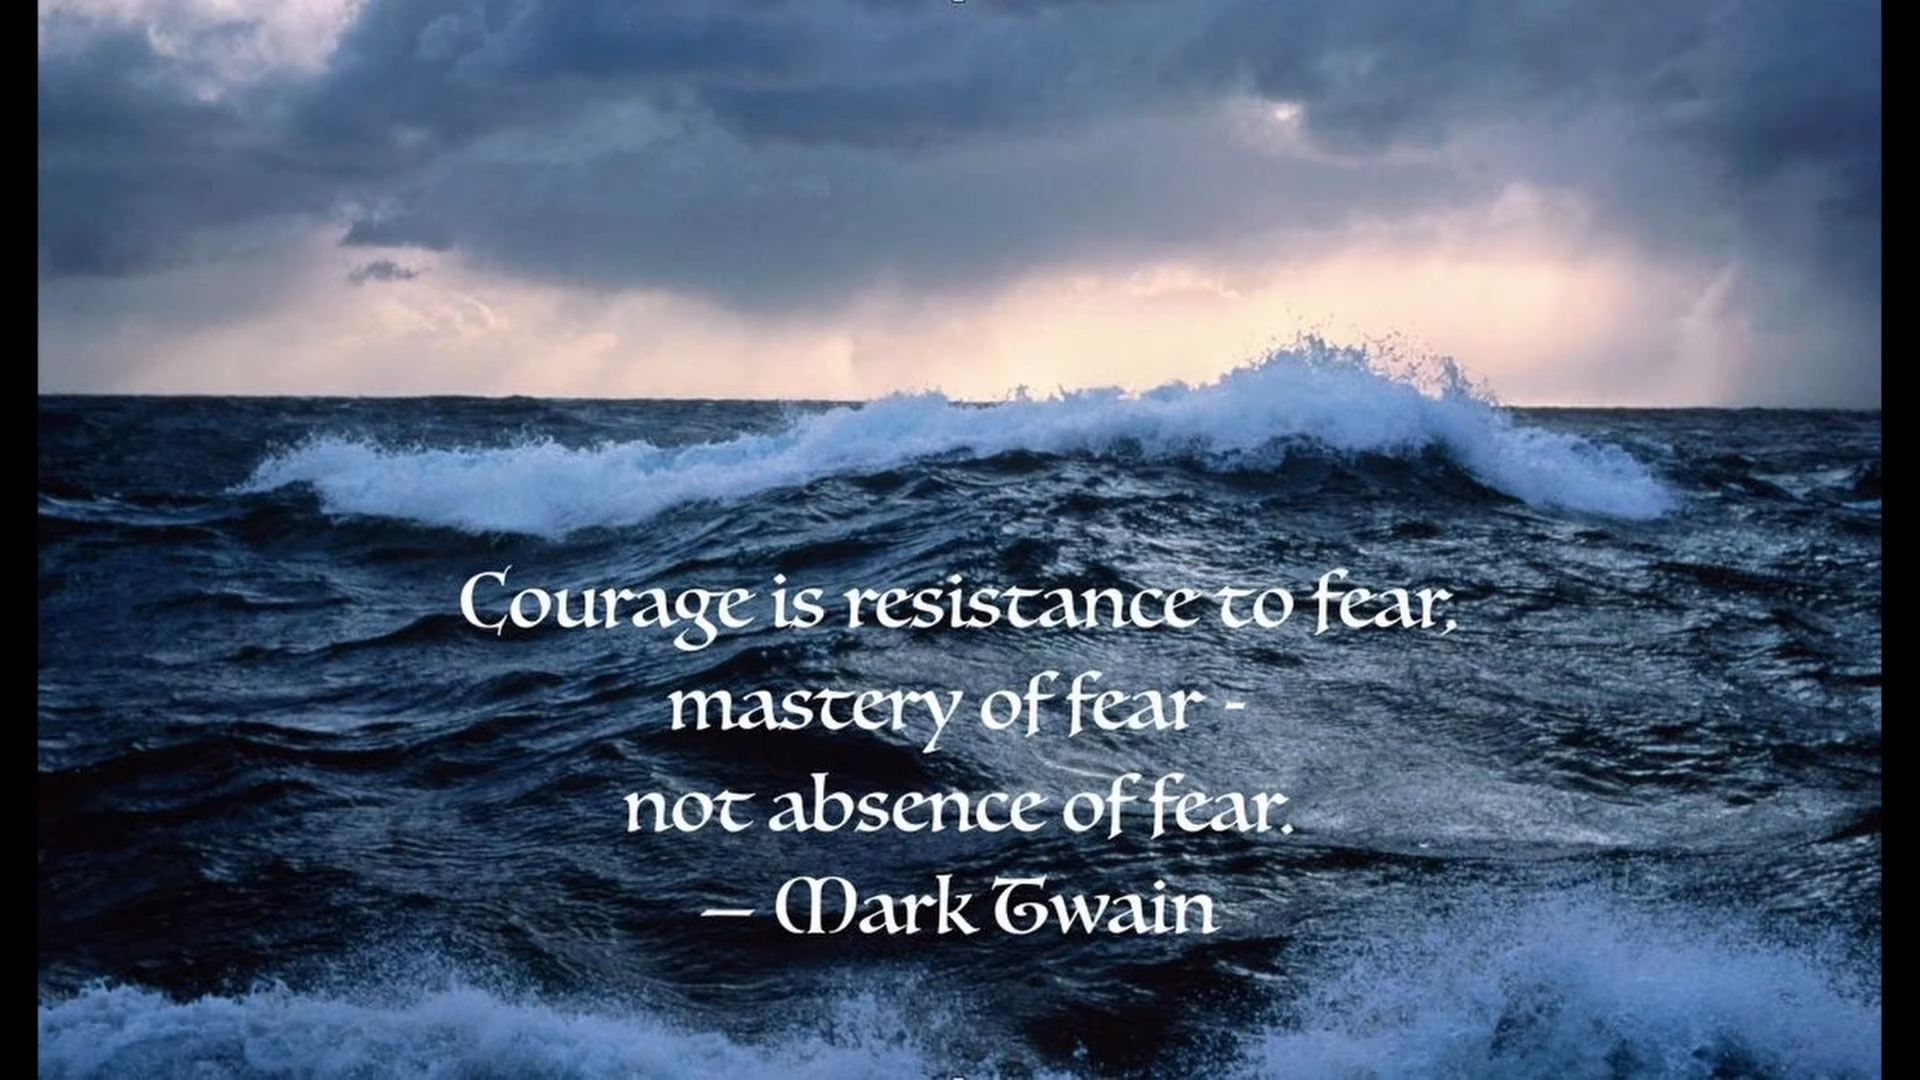 Courage is resistance to fear,
mastery of fear -
not absence of fear.
— Mark Twain